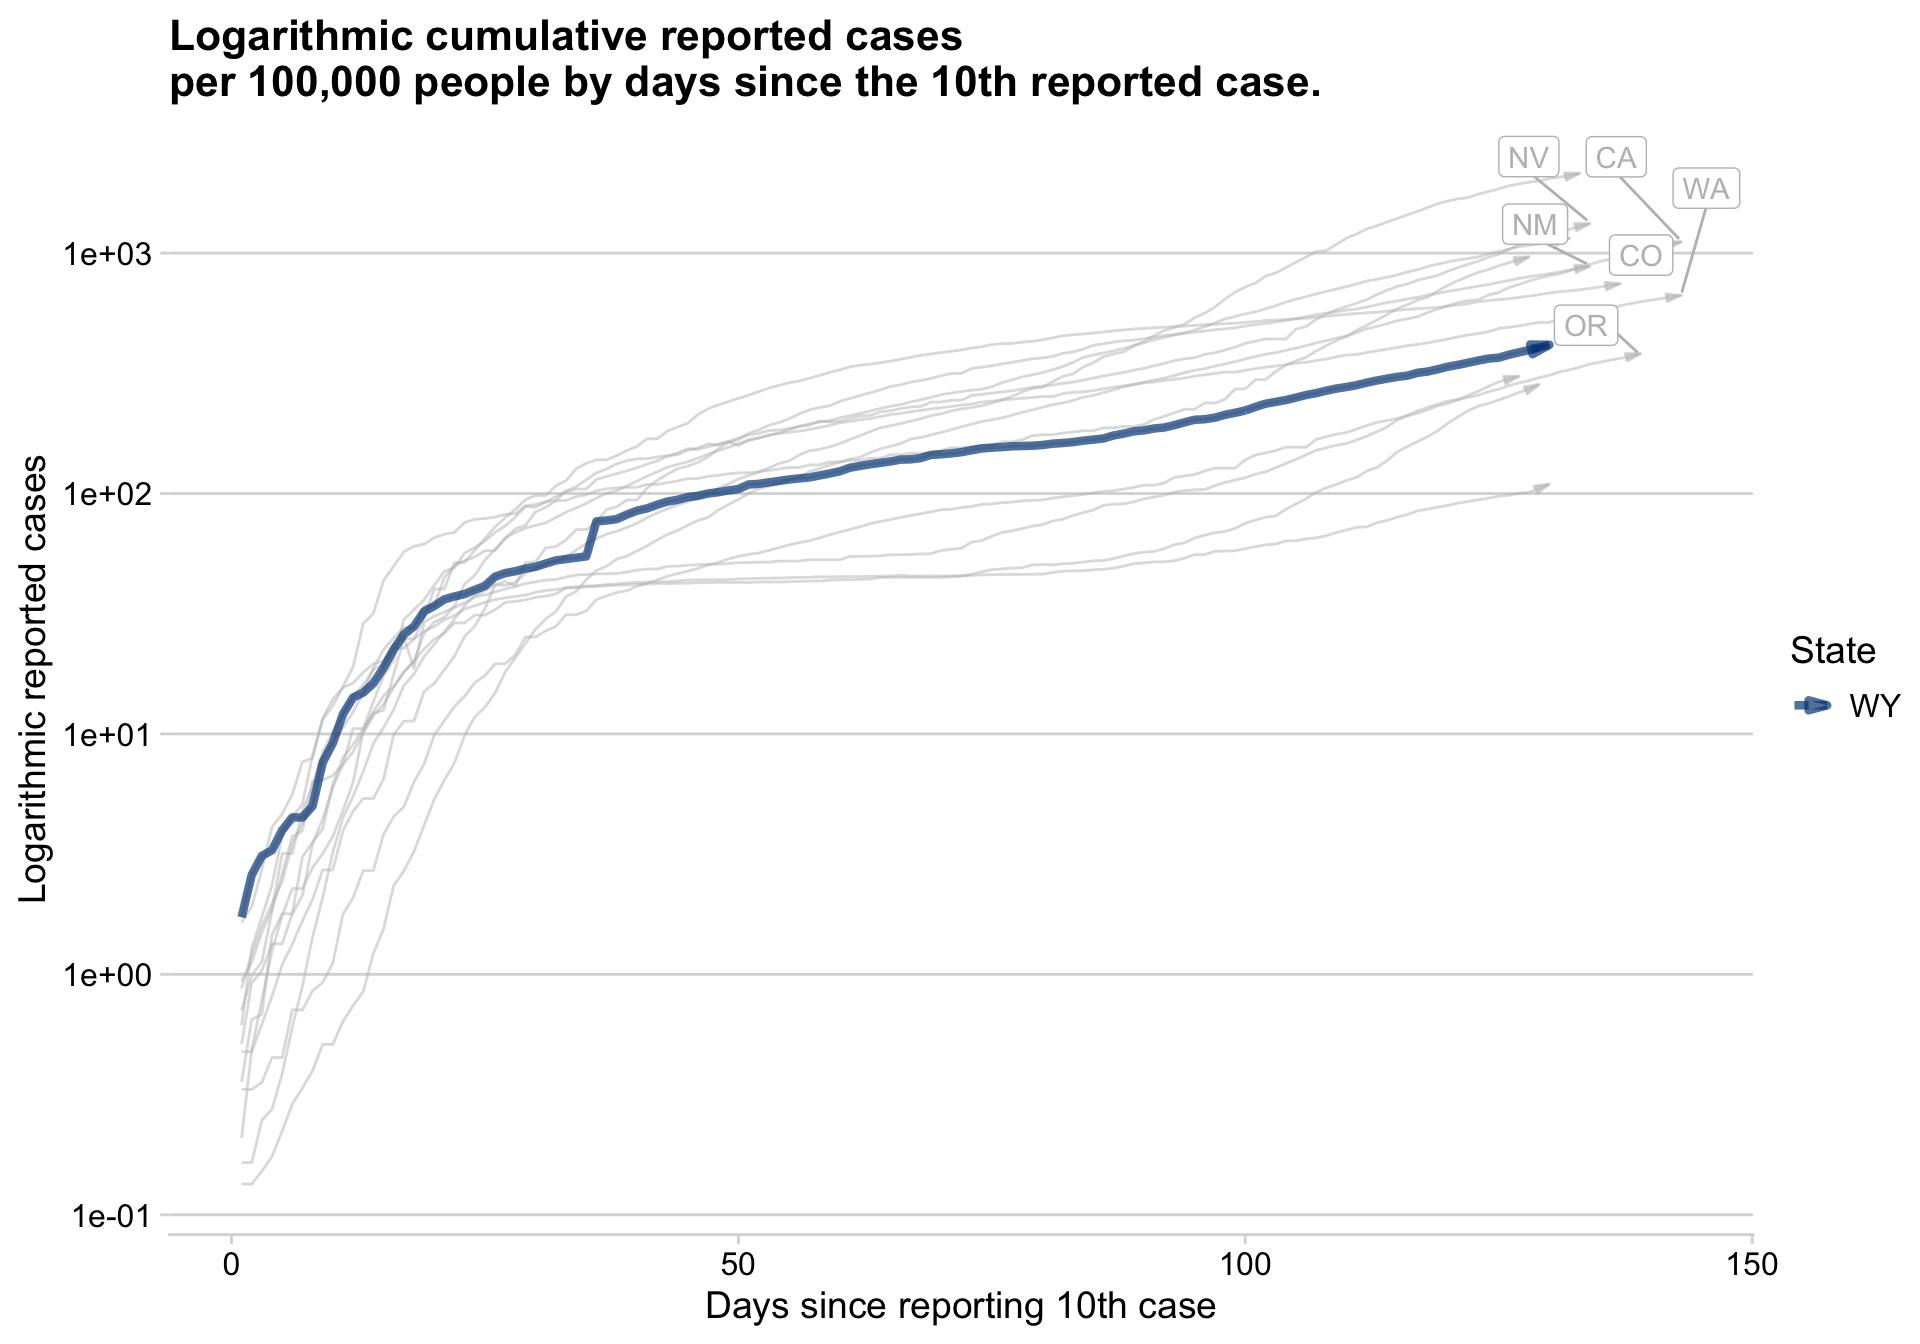 Logarithmic cumulative reported cases
per 100,000 people by days since the 10th reported case.
NV
CA
WA
NM
CO
OR
1e+03
1e+02
1e+01
1e+00
1e-01
Logarithmic reported cases
State
WY
0
50
100
150
Days since reporting 10th case